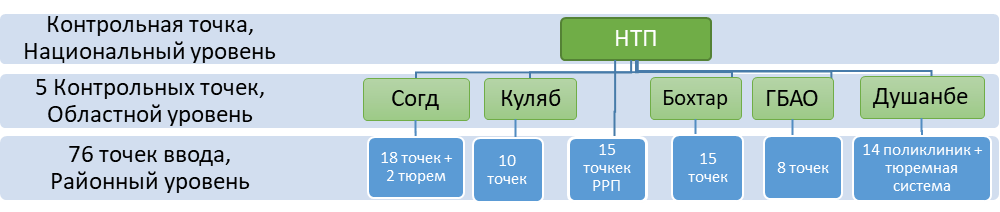 Контрольная точка,
Национальный уровень
НТП
5 Контрольных точек,
Областной уровень
Согд
Куляб
Бохтар
ГБАО
Душанбе
76 точек ввода,
Районный уровень
18 точек +
2 тюрем
10
точек
15
точкек
РРП
15
точек
8 точек
14 поликлиник +
тюремная
система